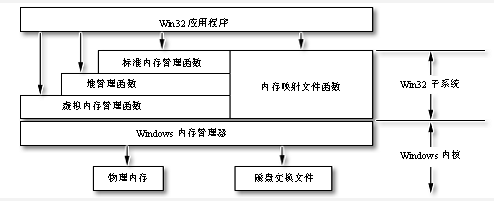 Win32 应用程序
标准内存管理函数
堆管理函数
内存映射文件函数
Win32 子系统
虚拟内存管理函数
Windows 内存管理器
Windows 内核
物理内存
磁盘交换文件